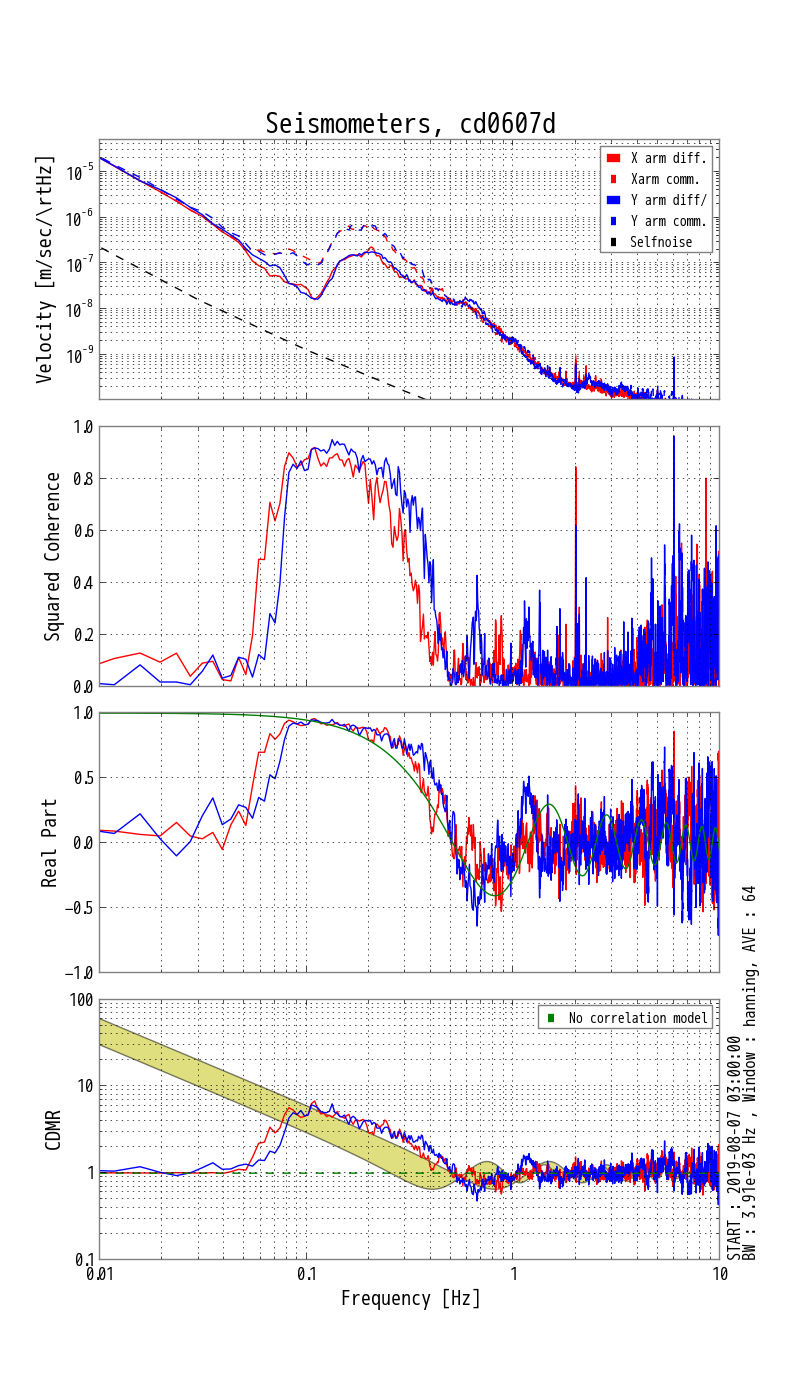 Seismometers, cd0607d
Velocity [m/sec/\rtHz]
10^-5
10^-6
10^-7
10^-8
10^-9
X arm diff.
Xarm comm.
Y arm diff/
Y arm comm.
Selfnoise
Squared Coherence
1.0
0.8
0.6
0.4
0.2
0.0
Real Part
1.0
0.5
0.0
−0.5
−1.0
CDMR
100
10
1
0.1
No correlation model
0.01
0.1
1
10
Frequency [Hz]
START : 2019-08-07 03:00:00
BW : 3.91e-03 Hz , Window : hanning, AVE : 64